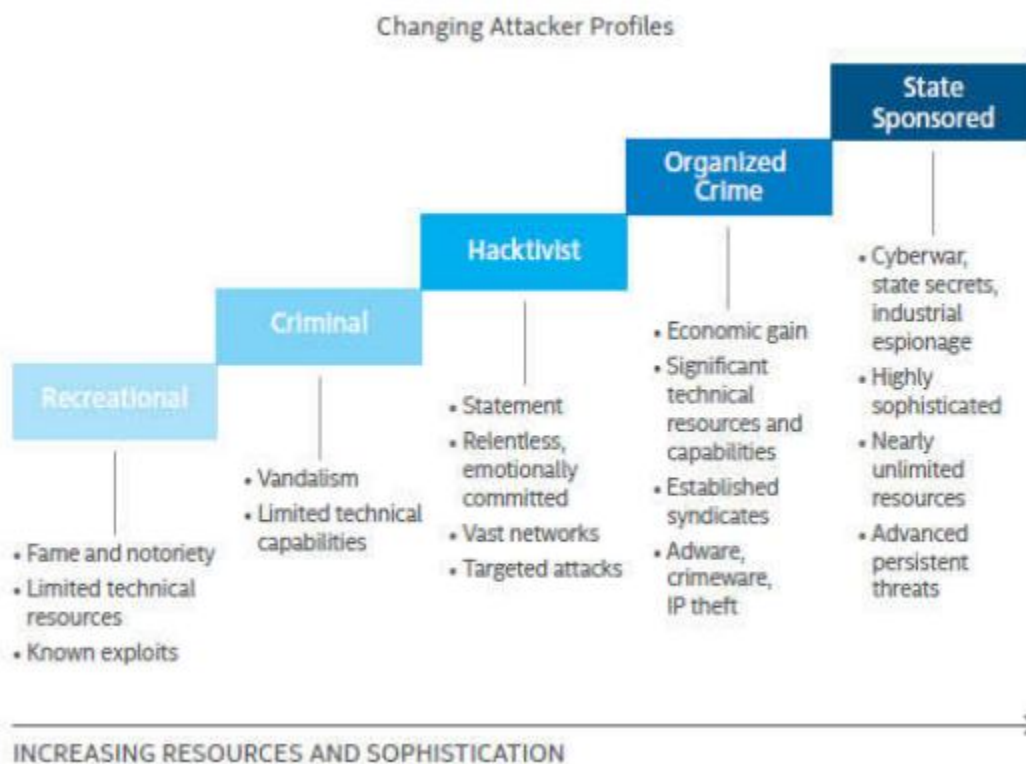 Changing Attacker Profiles
Recreational
• Fame and notoriety
• Limited technical
resources
• Known exploits
Criminal
• Vandalism
• Limited technical
capabilities
Hacktivist
• Statement
• Relentless,
emotionally
committed
• Vast networks
• Targeted attacks
Organized
Crime
• Economic gain
• Significant
technical
resources and
capabilities
• Established
syndicates
• Adware,
crimeware,
IP theft
State
Sponsored
• Cyberwar,
state secrets,
industrial
espionage
• Highly
sophisticated
• Nearly
unlimited
resources
• Advanced
persistent
threats
INCREASING RESOURCES AND SOPHISTICATION